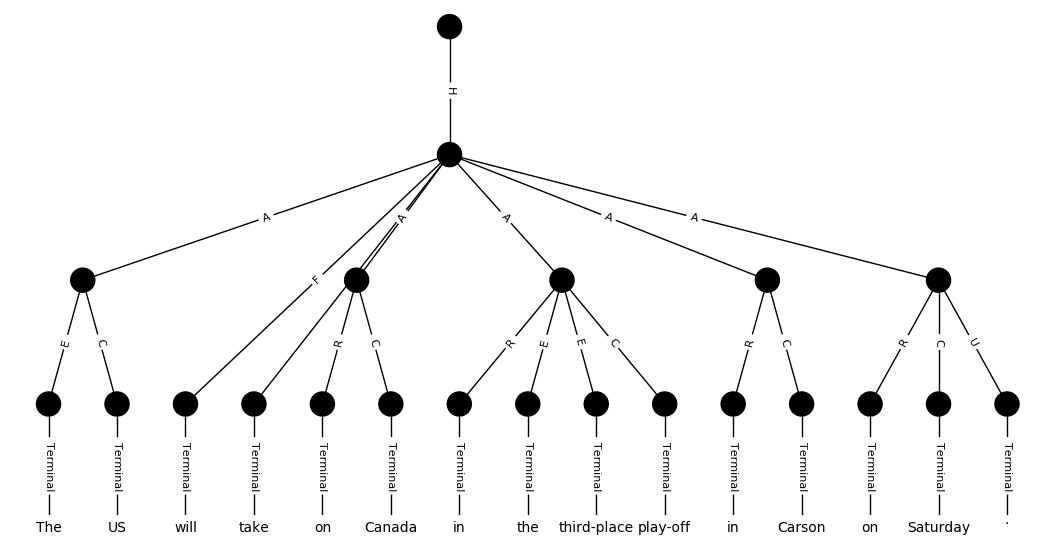 H
A A A A A
F
E C R C R E E C R C R C U
Terminal Terminal Terminal Terminal Terminal Terminal Terminal Terminal Terminal Terminal Terminal Terminal Terminal Terminal Terminal
The US will take on Canada in the third-place play-off in Carson on Saturday .